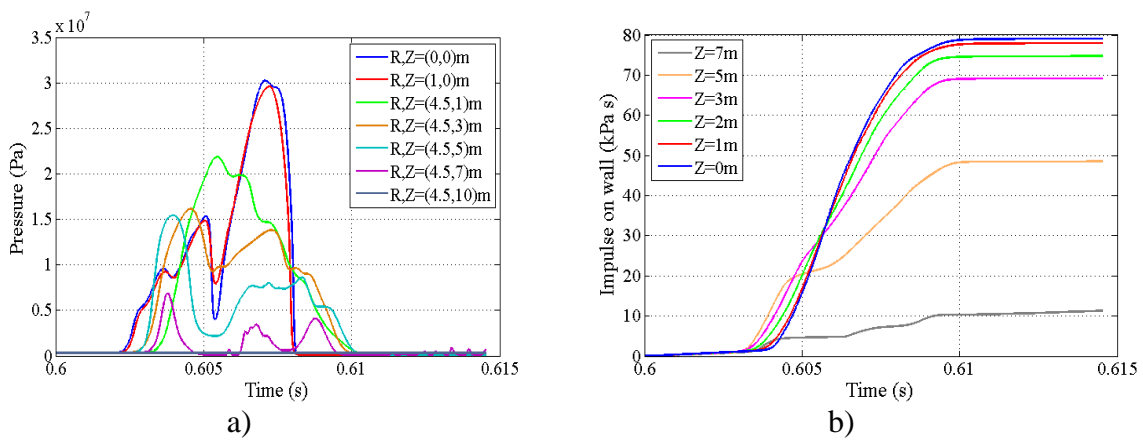 x 10^7
3.5
3
2.5
2
1.5
1
0.5
0
Pressure (Pa)
R,Z=(0,0)m
R,Z=(1,0)m
R,Z=(4.5,1)m
R,Z=(4.5,3)m
R,Z=(4.5,5)m
R,Z=(4.5,7)m
R,Z=(4.5,10)m
0.6 0.605 0.61 0.615
Time (s)
a)
80
70
60
50
40
30
20
10
0
Impulse on wall (kPa s)
Z=7m
Z=5m
Z=3m
Z=2m
Z=1m
Z=0m
0.6 0.605 0.61 0.615
Time (s)
b)